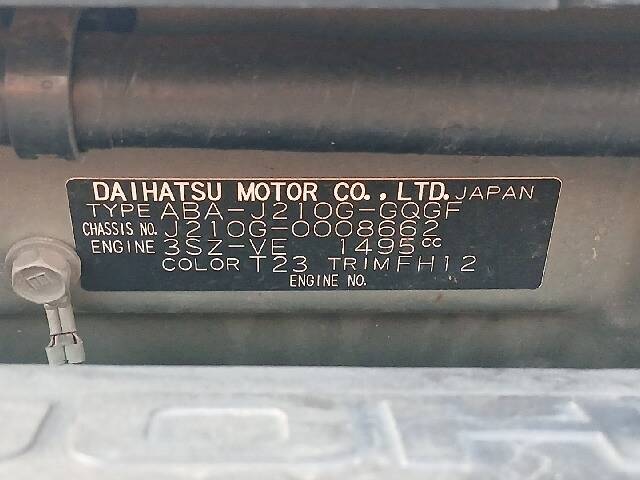 DAIHATSU MOTOR CO., LTD. JAPAN
TYPE ABA-J210G-GQGF
CHASSIS NO. J210G-0008662
ENGINE 3SZ-VE 1495cc
COLOR T23 TRIM FH12
ENGINE NO.